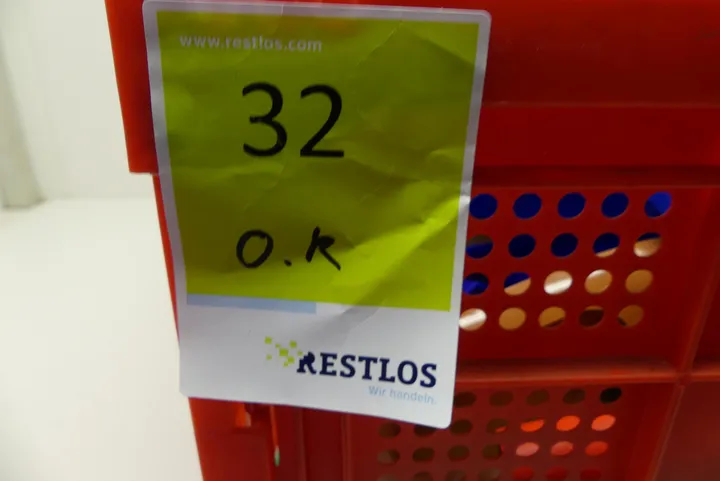 www.restlos.com
32
O.K
RESTLOS
Wir handeln.